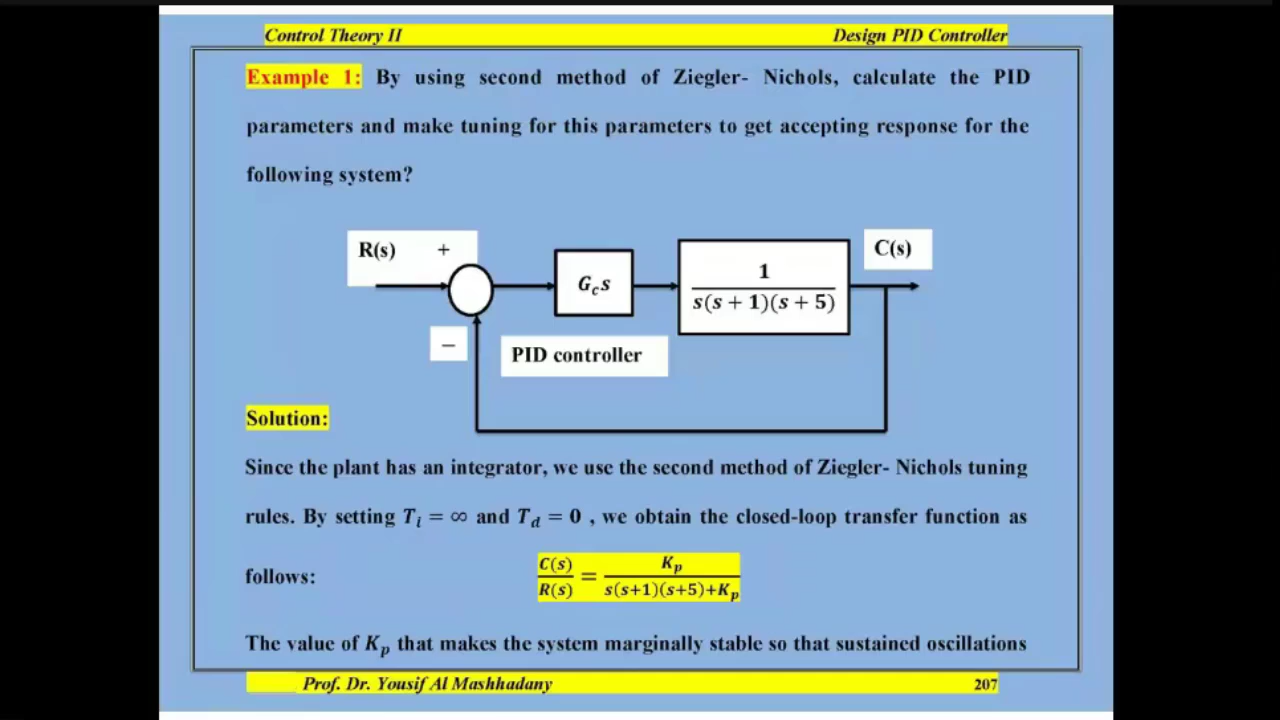 Control Theory II Design PID Controller
Example 1: By using second method of Ziegler- Nichols, calculate the PID
parameters and make tuning for this parameters to get accepting response for the
following system?
R(s) + C(s)
G_c s
1
s(s + 1)(s + 5)
−
PID controller
Solution:
Since the plant has an integrator, we use the second method of Ziegler- Nichols tuning
rules. By setting T_i = ∞ and T_d = 0 , we obtain the closed-loop transfer function as
follows: C(s)/R(s) = K_p/s(s+1)(s+5)+K_p
The value of K_p that makes the system marginally stable so that sustained oscillations
Prof. Dr. Yousif Al Mashhadany 207